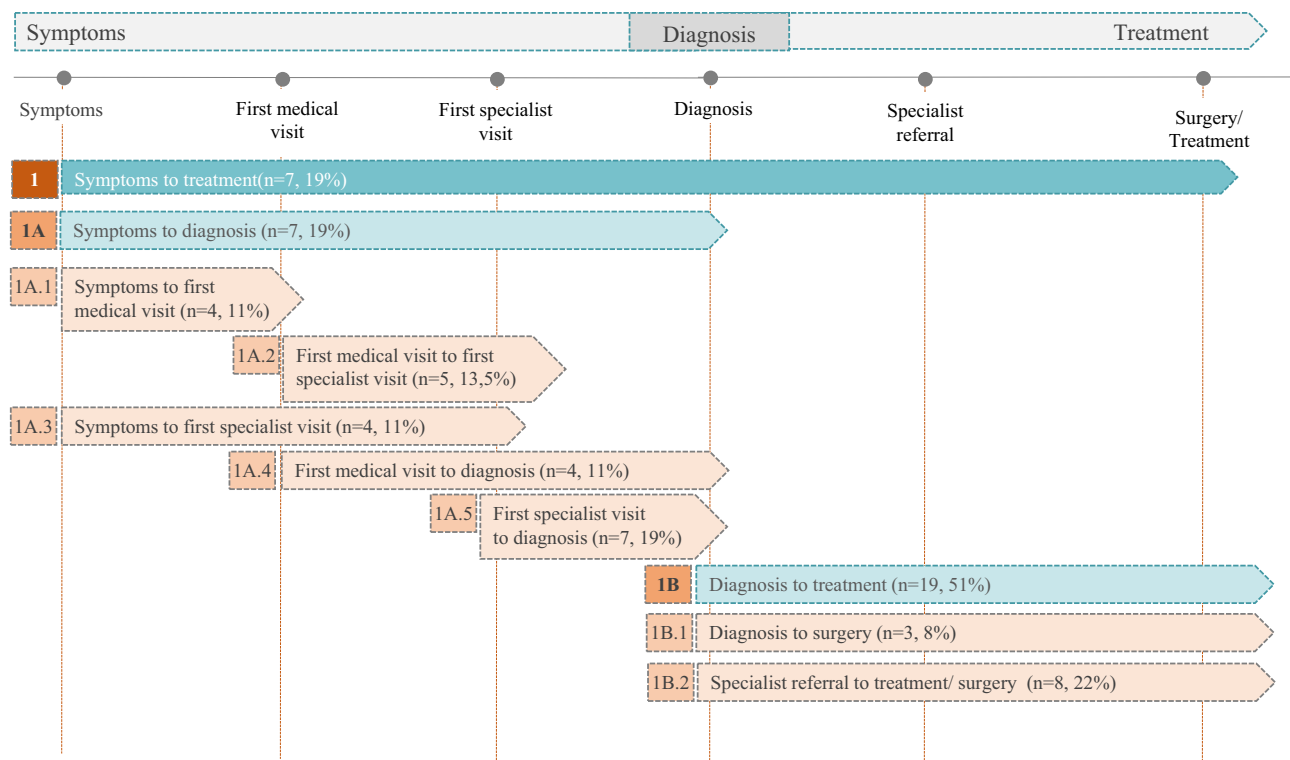 Symptoms
Diagnosis
Treatment
Symptoms
First medical
visit
First specialist
visit
Diagnosis
Specialist
referral
Surgery/
Treatment
1
Symptoms to treatment(n=7, 19%)
1A
Symptoms to diagnosis (n=7, 19%)
1A.1
Symptoms to first
medical visit (n=4, 11%)
1A.2
First medical visit to first
specialist visit (n=5, 13,5%)
1A.3
Symptoms to first specialist visit (n=4, 11%)
1A.4
First medical visit to diagnosis (n=4, 11%)
1A.5
First specialist visit
to diagnosis (n=7, 19%)
1B
Diagnosis to treatment (n=19, 51%)
1B.1
Diagnosis to surgery (n=3, 8%)
1B.2
Specialist referral to treatment/ surgery (n=8, 22%)